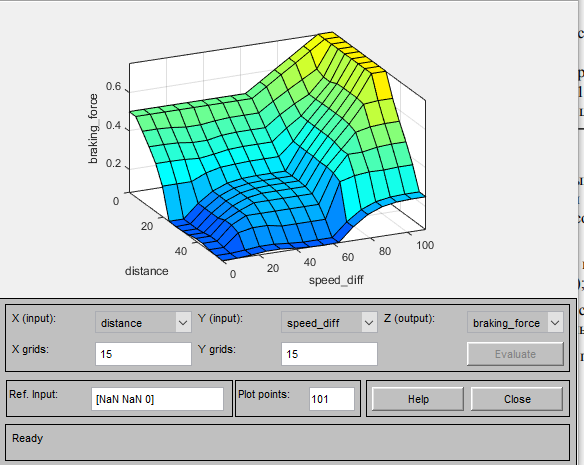 0.6
0.4
0.2
braking_force
0
20
40
distance
0
20
40
60
80
100
speed_diff
X (input): distance Y (input): speed_diff Z (output): braking_force
X grids: 15 Y grids: 15 Evaluate
Ref. Input: [NaN NaN 0] Plot points: 101 Help Close
Ready